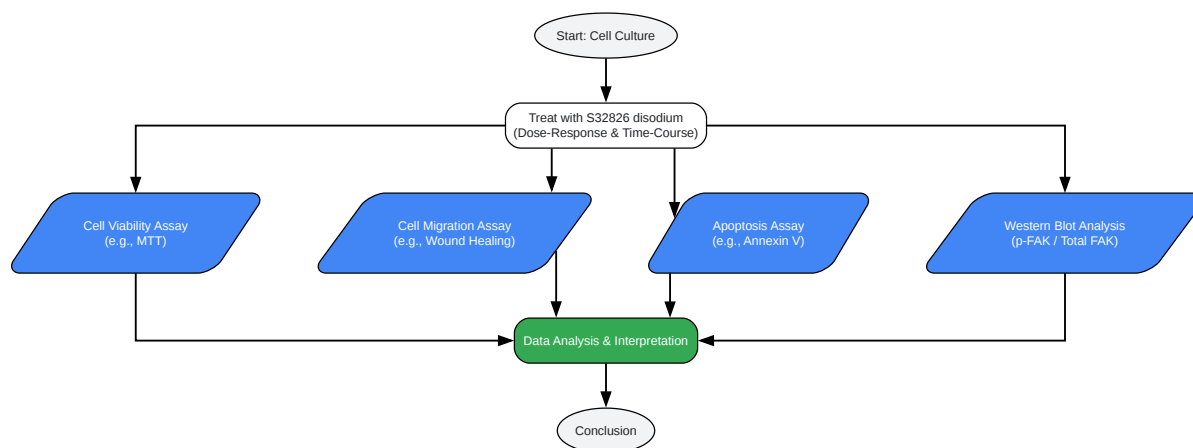 Start: Cell Culture
Treat with S32826 disodium
(Dose-Response & Time-Course)
Cell Viability Assay
(e.g., MTT)
Cell Migration Assay
(e.g., Wound Healing)
Apoptosis Assay
(e.g., Annexin V)
Western Blot Analysis
(p-FAK / Total FAK)
Data Analysis & Interpretation
Conclusion